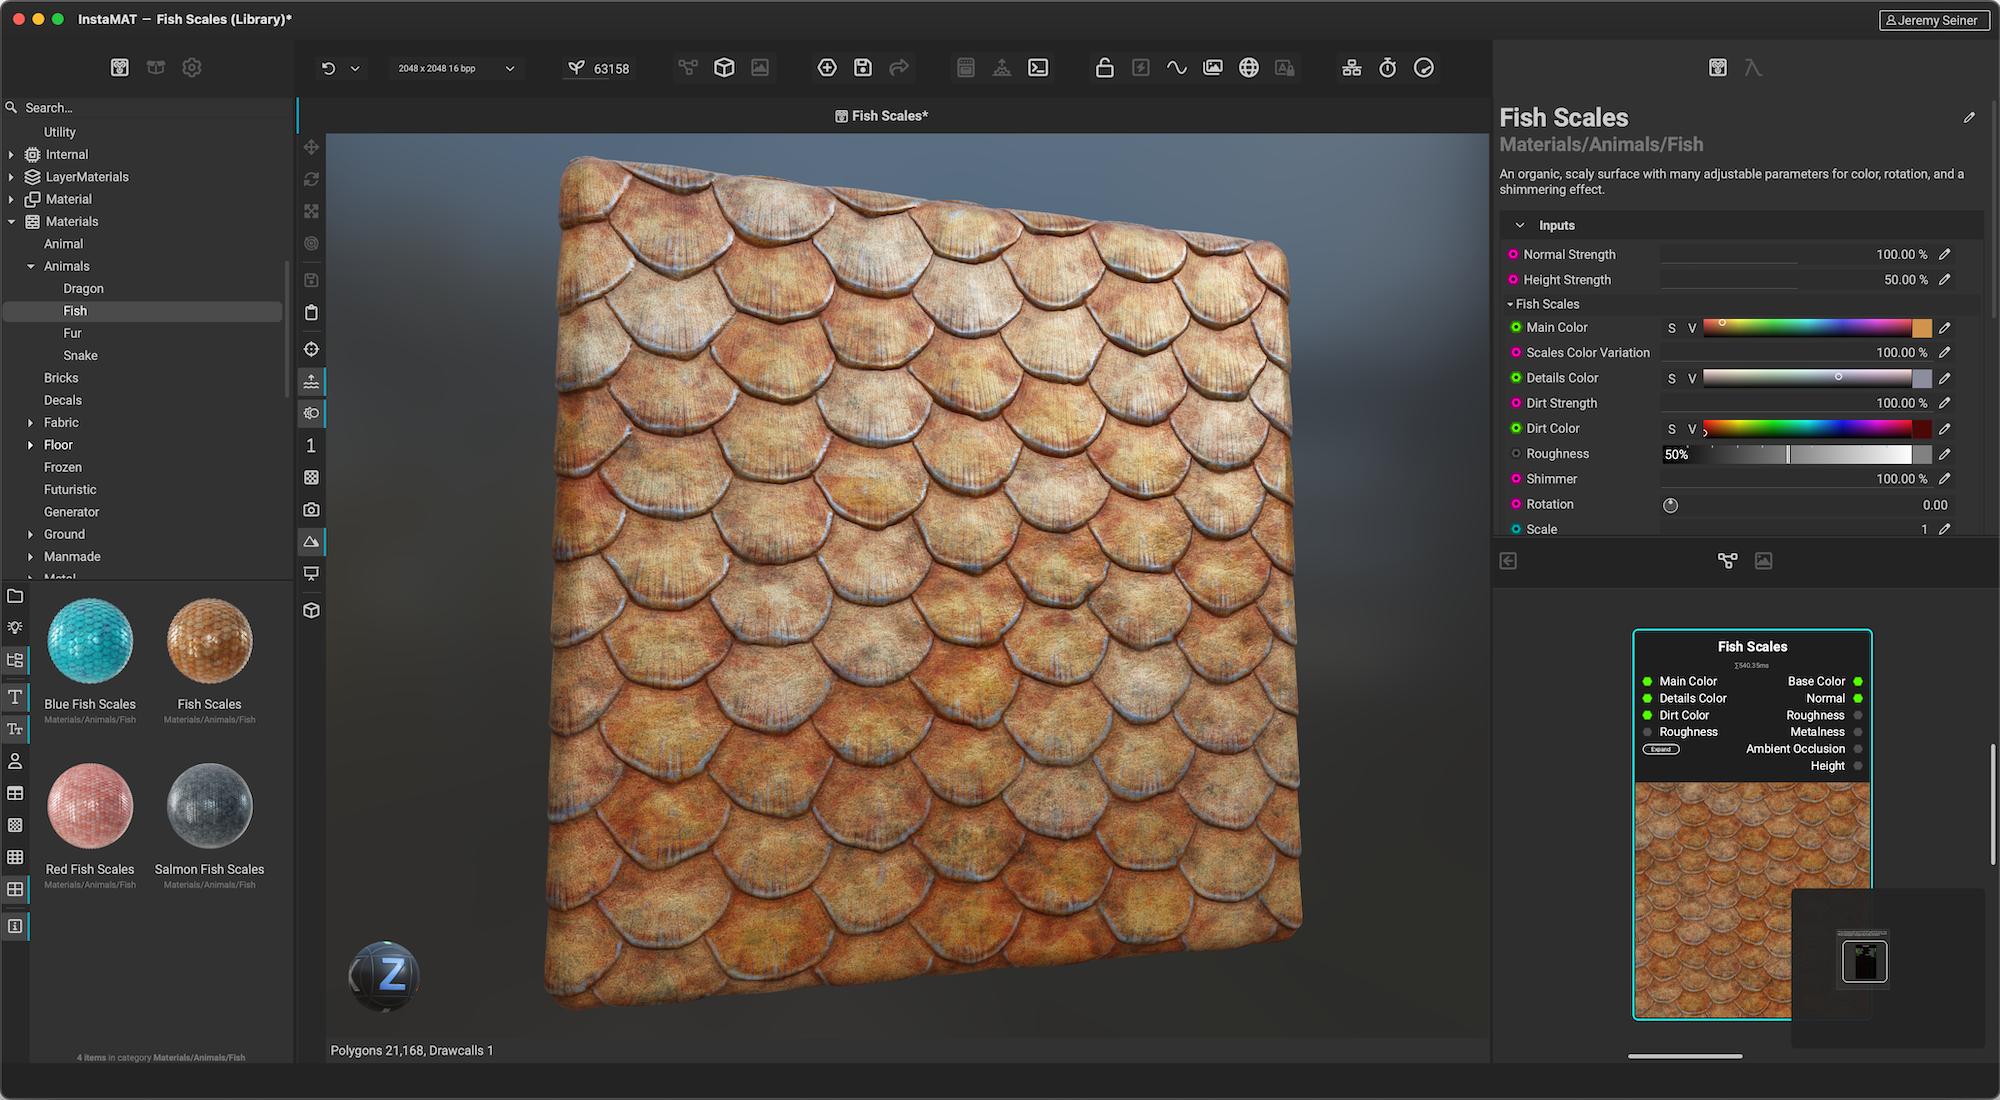 InstaMAT – Fish Scales (Library)*
Jeremy Seiner
2048 x 2048 16 bpp
63158
Search...
Utility
Internal
LayerMaterials
Material
Materials
Animal
Animals
Dragon
Fish
Fur
Snake
Bricks
Decals
Fabric
Floor
Frozen
Futuristic
Generator
Ground
Manmade
Metal
Blue Fish Scales
Materials/Animals/Fish
Fish Scales
Materials/Animals/Fish
Red Fish Scales
Materials/Animals/Fish
Salmon Fish Scales
Materials/Animals/Fish
4 items in category Materials/Animals/Fish
Fish Scales*
1
Z
Polygons 21,168, Drawcalls 1
Fish Scales
Materials/Animals/Fish
An organic, scaly surface with many adjustable parameters for color, rotation, and a
shimmering effect.
Inputs
Normal Strength 100.00 %
Height Strength 50.00 %
Fish Scales
Main Color S V
Scales Color Variation 100.00 %
Details Color S V
Dirt Strength 100.00 %
Dirt Color S V
Roughness 50%
Shimmer 100.00 %
Rotation 0.00
Scale 1
Fish Scales
∑540.35ms
Main Color Base Color
Details Color Normal
Dirt Color Roughness
Roughness Metalness
Expand Ambient Occlusion
Height